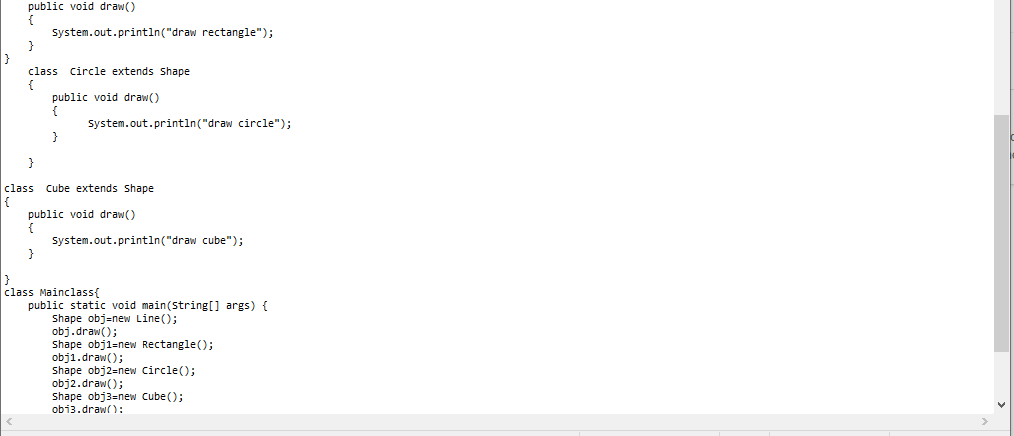 public void draw()
{
System.out.println("draw rectangle");
}
}
class  Circle extends Shape
{
public void draw()
{
System.out.println("draw circle");
}
}
class  Cube extends Shape
{
public void draw()
{
System.out.println("draw cube");
}
}
class Mainclass{
public static void main(String[] args) {
Shape obj=new Line();
obj.draw();
Shape obj1=new Rectangle();
obj1.draw();
Shape obj2=new Circle();
obj2.draw();
Shape obj3=new Cube();
obj3.draw();